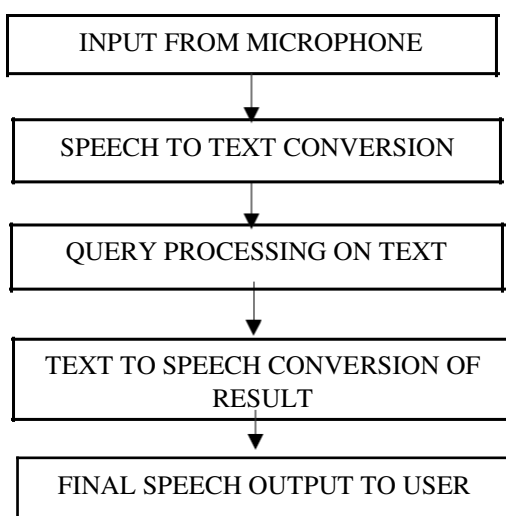 INPUT FROM MICROPHONE
SPEECH TO TEXT CONVERSION
QUERY PROCESSING ON TEXT
TEXT TO SPEECH CONVERSION OF
RESULT
FINAL SPEECH OUTPUT TO USER